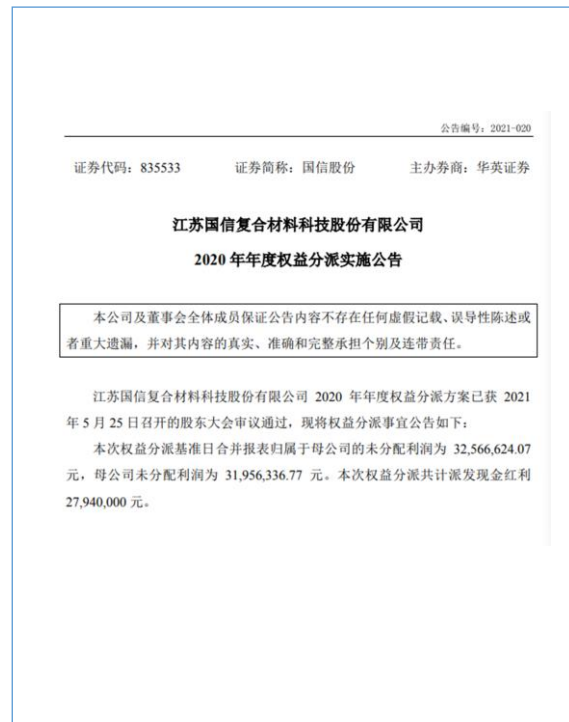 公告编号：2021-020
证券代码：835533 证券简称：国信股份 主办券商：华英证券
江苏国信复合材料科技股份有限公司
2020 年年度权益分派实施公告
本公司及董事会全体成员保证公告内容不存在任何虚假记载、误导性陈述或
者重大遗漏，并对其内容的真实、准确和完整承担个别及连带责任。
江苏国信复合材料科技股份有限公司 2020 年年度权益分派方案已获 2021
年 5 月 25 日召开的股东大会审议通过，现将权益分派事宜公告如下：
本次权益分派基准日合并报表归属于母公司的未分配利润为 32,566,624.07
元，母公司未分配利润为 31,956,336.77 元。本次权益分派共计派发现金红利
27,940,000 元。